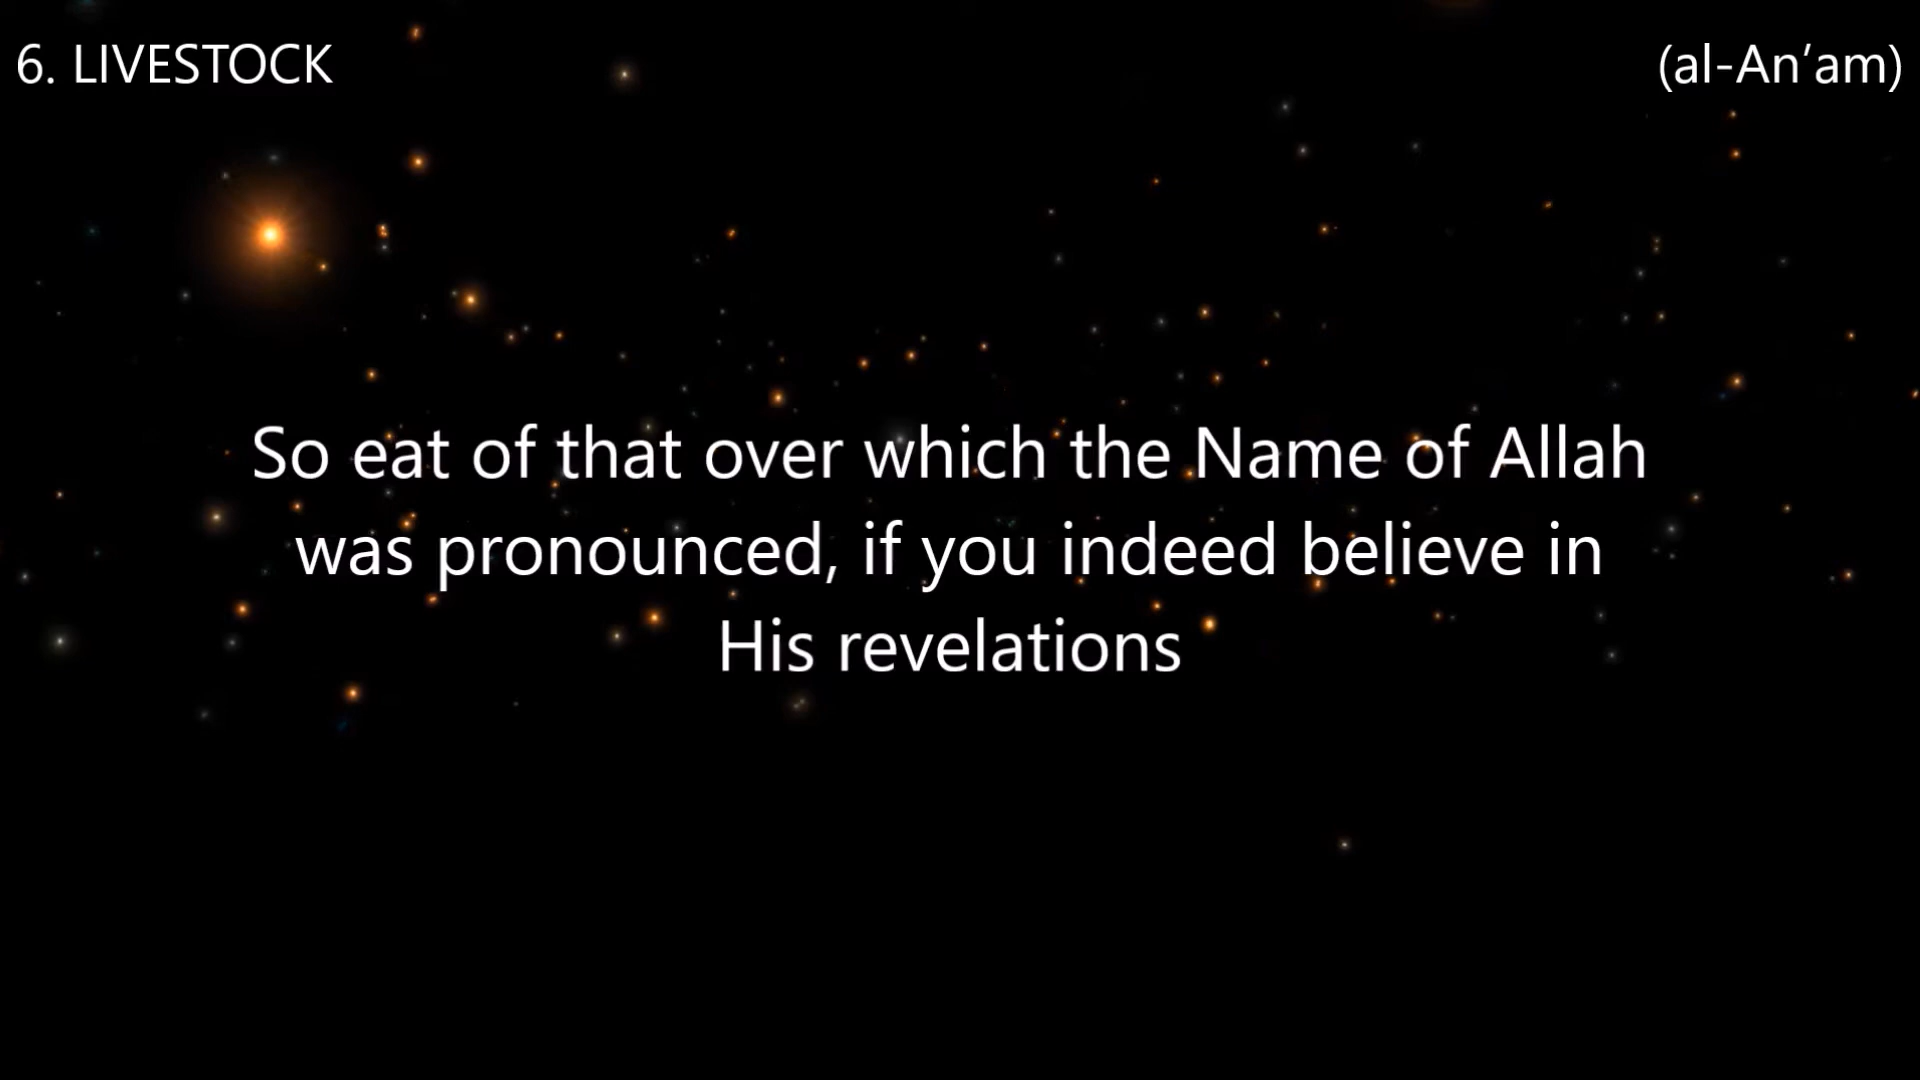 6. LIVESTOCK
(al-An’am)
So eat of that over which the Name of Allah
was pronounced, if you indeed believe in
His revelations